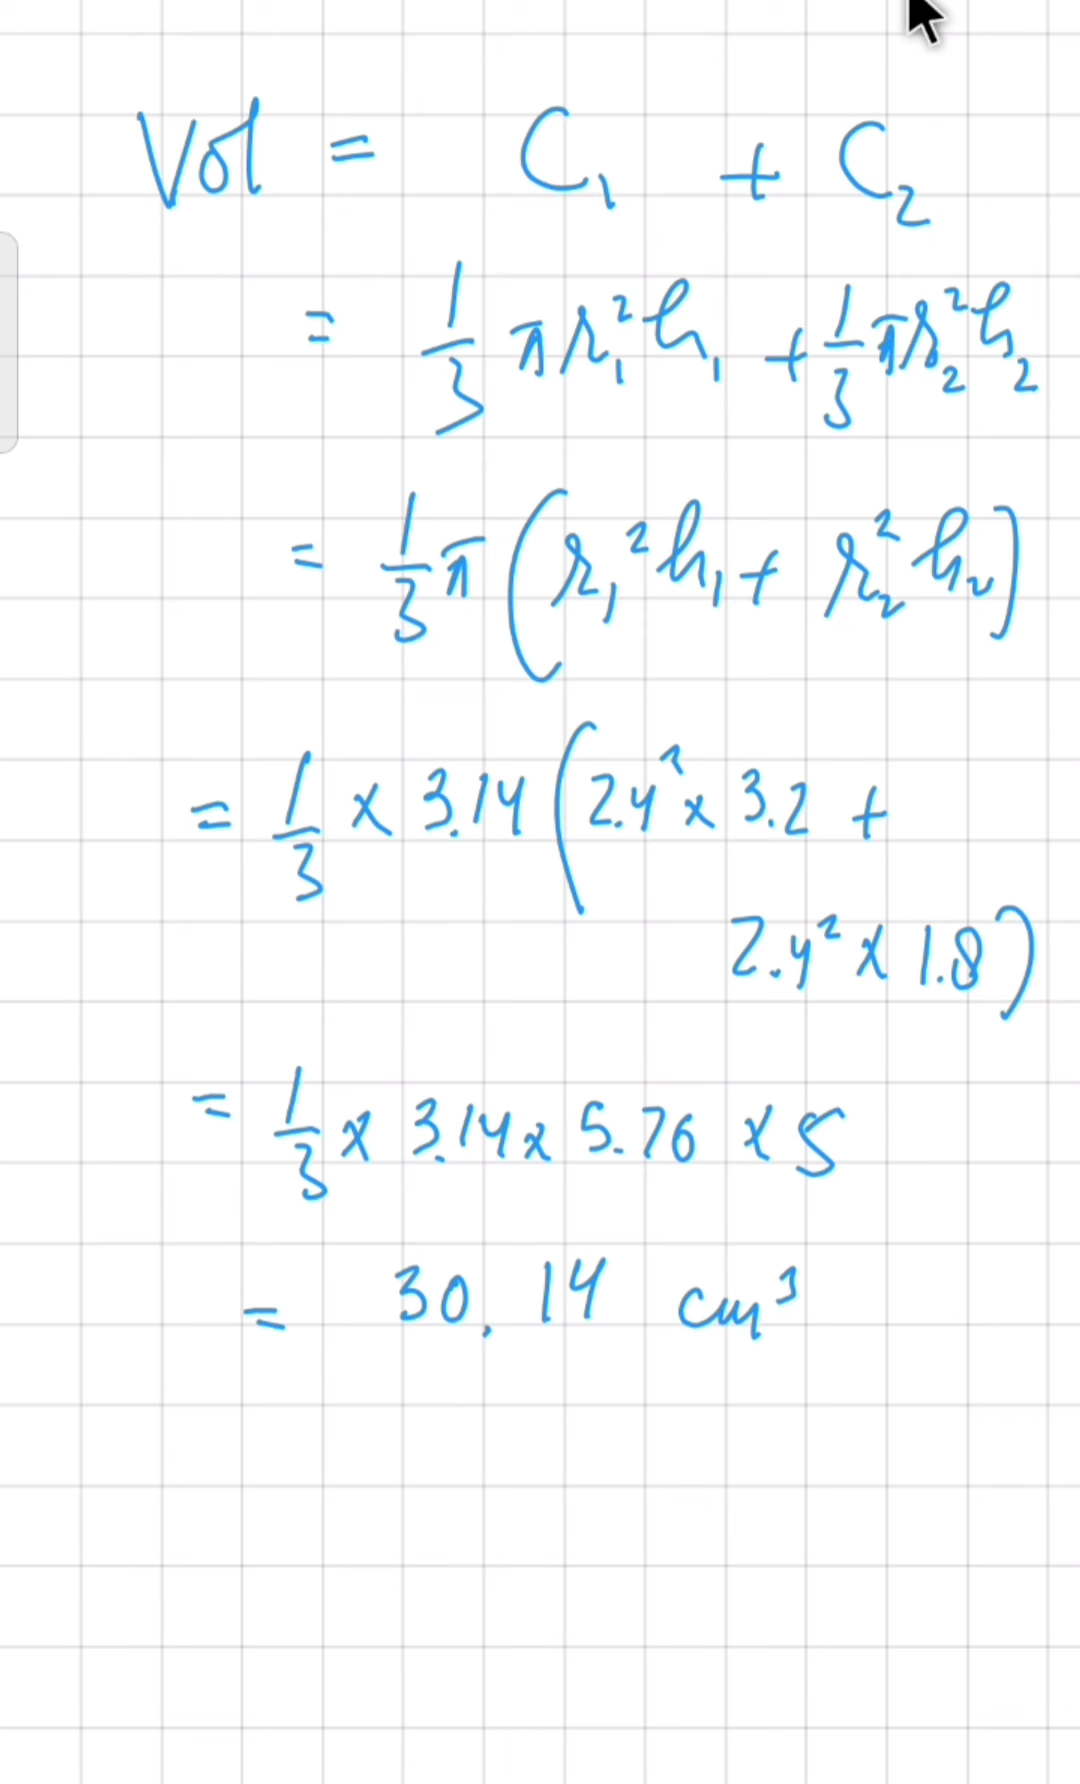 Vol = C₁ + C₂
= 1/3 πr₁²h₁ + 1/3 πr₂²h₂
= 1/3 π(r₁²h₁ + r₂²h₂)
= 1/3 x 3.14 (2.4² x 3.2 +
2.4² x 1.8)
= 1/3 x 3.14 x 5.76 x 5
= 30.14 cm³